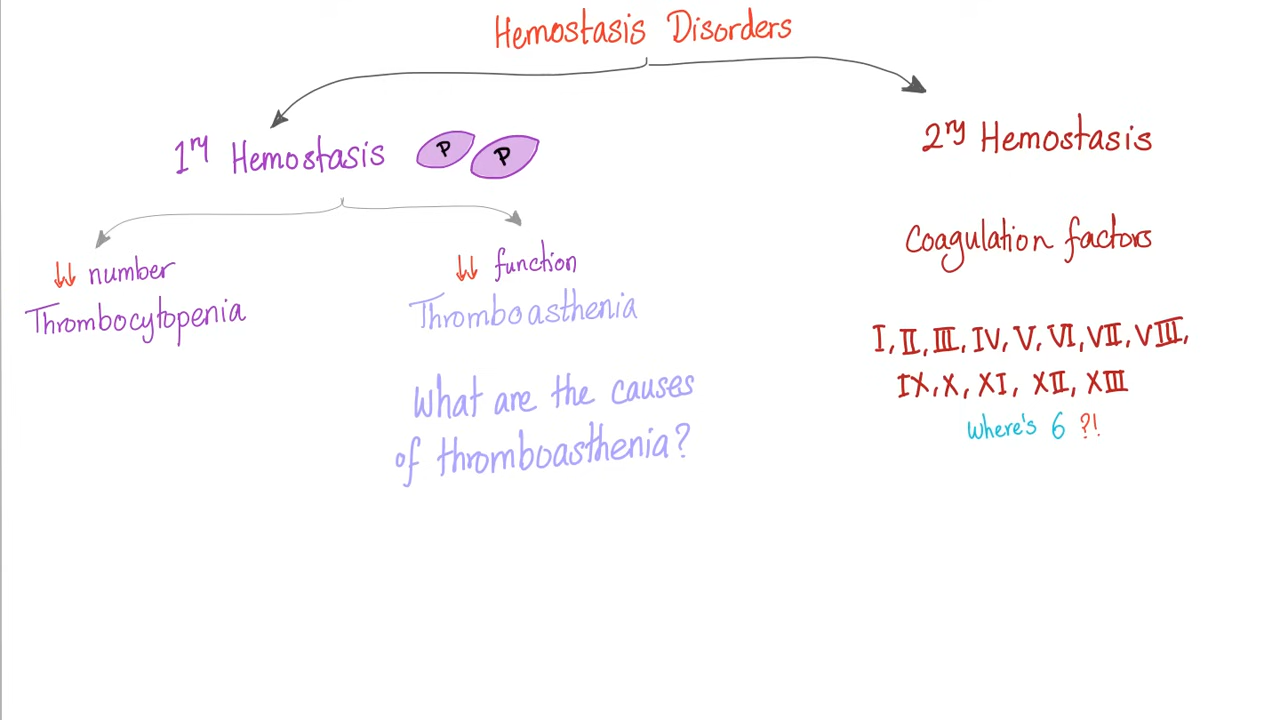 Hemostasis Disorders
1ry Hemostasis
P
P
↓↓ number
Thrombocytopenia
↓↓ function
Thromboasthenia
What are the causes
of thromboasthenia?
2ry Hemostasis
Coagulation factors
I, II, III, IV, V, VI, VII, VIII,
IX, X, XI, XII, XIII
Where's 6 ?!